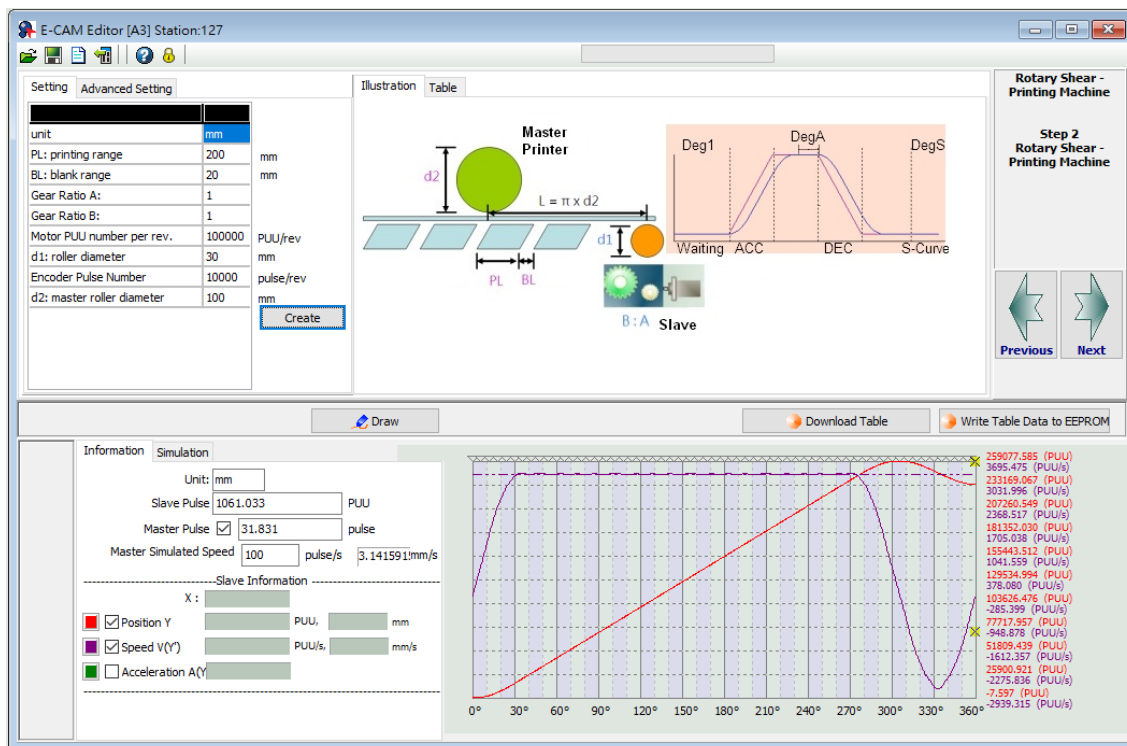 E-CAM Editor [A3] Station:127
Setting Advanced Setting
unit mm
PL: printing range 200 mm
BL: blank range 20 mm
Gear Ratio A: 1
Gear Ratio B: 1
Motor PUU number per rev. 100000 PUU/rev
d1: roller diameter 30 mm
Encoder Pulse Number 10000 pulse/rev
d2: master roller diameter 100 mm
Create
Illustration Table
Master
Printer
d2
L = π x d2
d1
PL BL
B : A Slave
Deg1 DegA DegS
Waiting ACC DEC S-Curve
Rotary Shear -
Printing Machine
Step 2
Rotary Shear -
Printing Machine
Previous Next
Draw
Download Table
Write Table Data to EEPROM
Information Simulation
Unit: mm
Slave Pulse 1061.033 PUU
Master Pulse 31.831 pulse
Master Simulated Speed 100 pulse/s 3.141591 mm/s
Slave Information
X :
Position Y PUU, mm
Speed V(Y') PUU/s, mm/s
Acceleration A(Y
259077.585 (PUU)
3695.475 (PUU/s)
233169.067 (PUU)
3031.996 (PUU/s)
207260.549 (PUU)
2368.517 (PUU/s)
181352.030 (PUU)
1705.038 (PUU/s)
155443.512 (PUU)
1041.559 (PUU/s)
129534.994 (PUU)
378.080 (PUU/s)
103626.476 (PUU)
-285.399 (PUU/s)
77717.957 (PUU)
-948.878 (PUU/s)
51809.439 (PUU)
-1612.357 (PUU/s)
25900.921 (PUU)
-2275.836 (PUU/s)
-7.597 (PUU)
-2939.315 (PUU/s)
0° 30° 60° 90° 120° 150° 180° 210° 240° 270° 300° 330° 360°